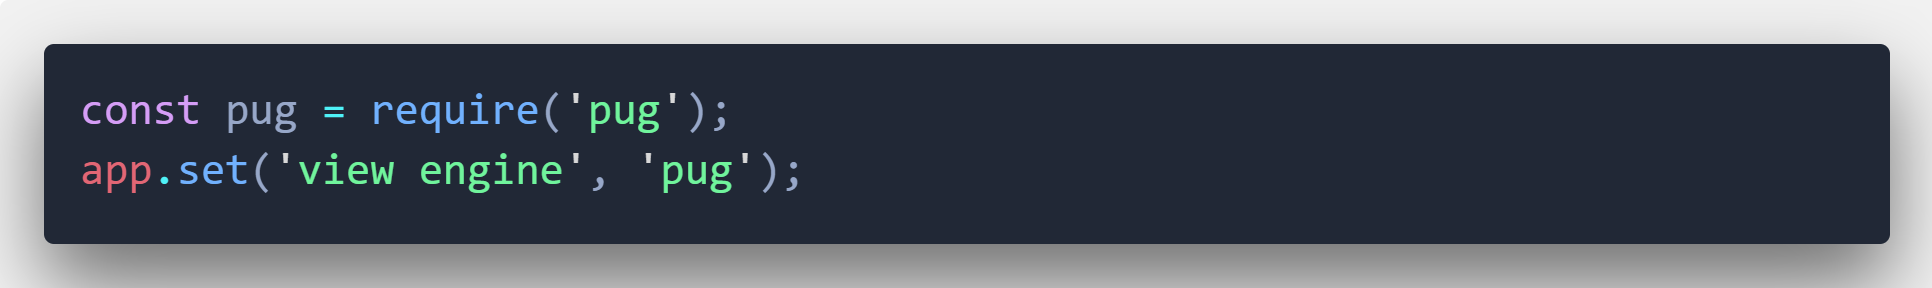 const pug = require('pug');
app.set('view engine', 'pug');